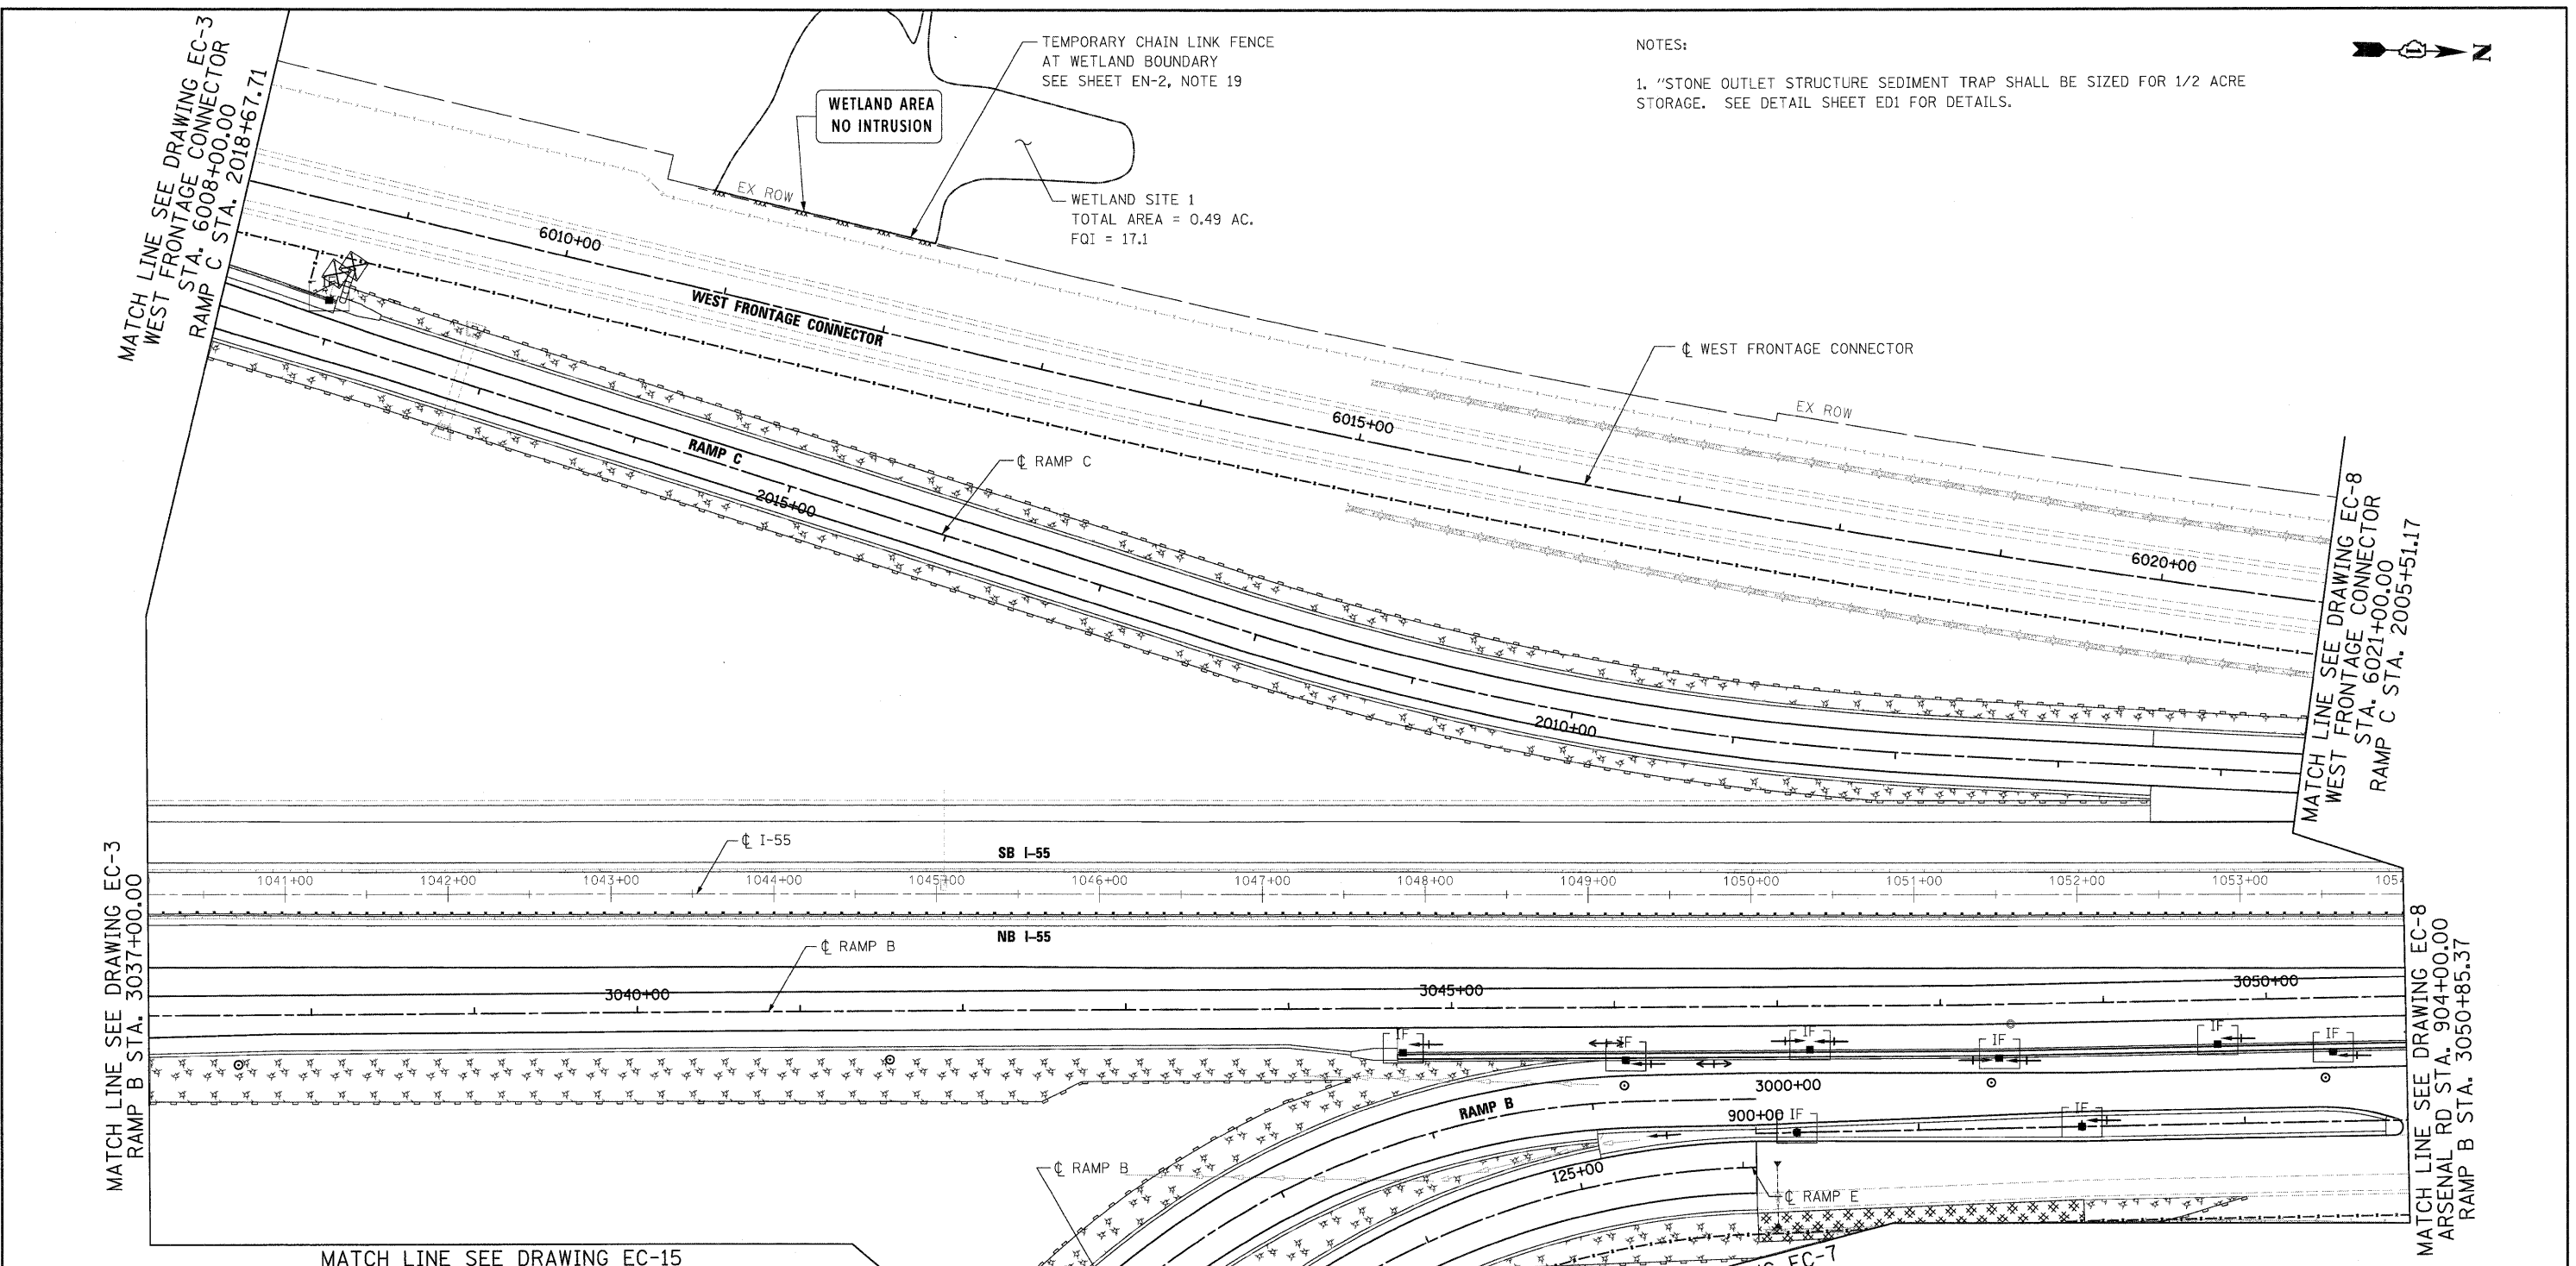 MATCH LINE SEE DRAWING EC-3
WEST FRONTAGE CONNECTOR
STA. 6008+00.00
RAMP C STA. 2018+67.71
TEMPORARY CHAIN LINK FENCE
AT WETLAND BOUNDARY
SEE SHEET EN-2, NOTE 19
WETLAND AREA
NO INTRUSION
NOTES:
1. "STONE OUTLET STRUCTURE SEDIMENT TRAP SHALL BE SIZED FOR 1/2 ACRE
STORAGE. SEE DETAIL SHEET ED1 FOR DETAILS.
N
EX ROW
WETLAND SITE 1
TOTAL AREA = 0.49 AC.
FQI = 17.1
6010+00
WEST FRONTAGE CONNECTOR
℄ WEST FRONTAGE CONNECTOR
EX ROW
6015+00
6020+00
RAMP C
℄ RAMP C
2015+00
2010+00
MATCH LINE SEE DRAWING EC-8
WEST FRONTAGE CONNECTOR
STA. 6021+00.00
RAMP C STA. 2005+51.17
℄ I-55
SB I-55
1041+00 1042+00 1043+00 1044+00 1045+00 1046+00 1047+00 1048+00 1049+00 1050+00 1051+00 1052+00 1053+00 1054
NB I-55
℄ RAMP B
MATCH LINE SEE DRAWING EC-3
RAMP B STA. 3037+00.00
3040+00 3045+00 3050+00
IF IF IF IF IF IF
3000+00
RAMP B
900+00 IF IF
℄ RAMP B
125+00
℄ RAMP E
MATCH LINE SEE DRAWING EC-8
ARSENAL RD STA. 904+00.00
RAMP B STA. 3050+85.37
MATCH LINE SEE DRAWING EC-15
EC-7